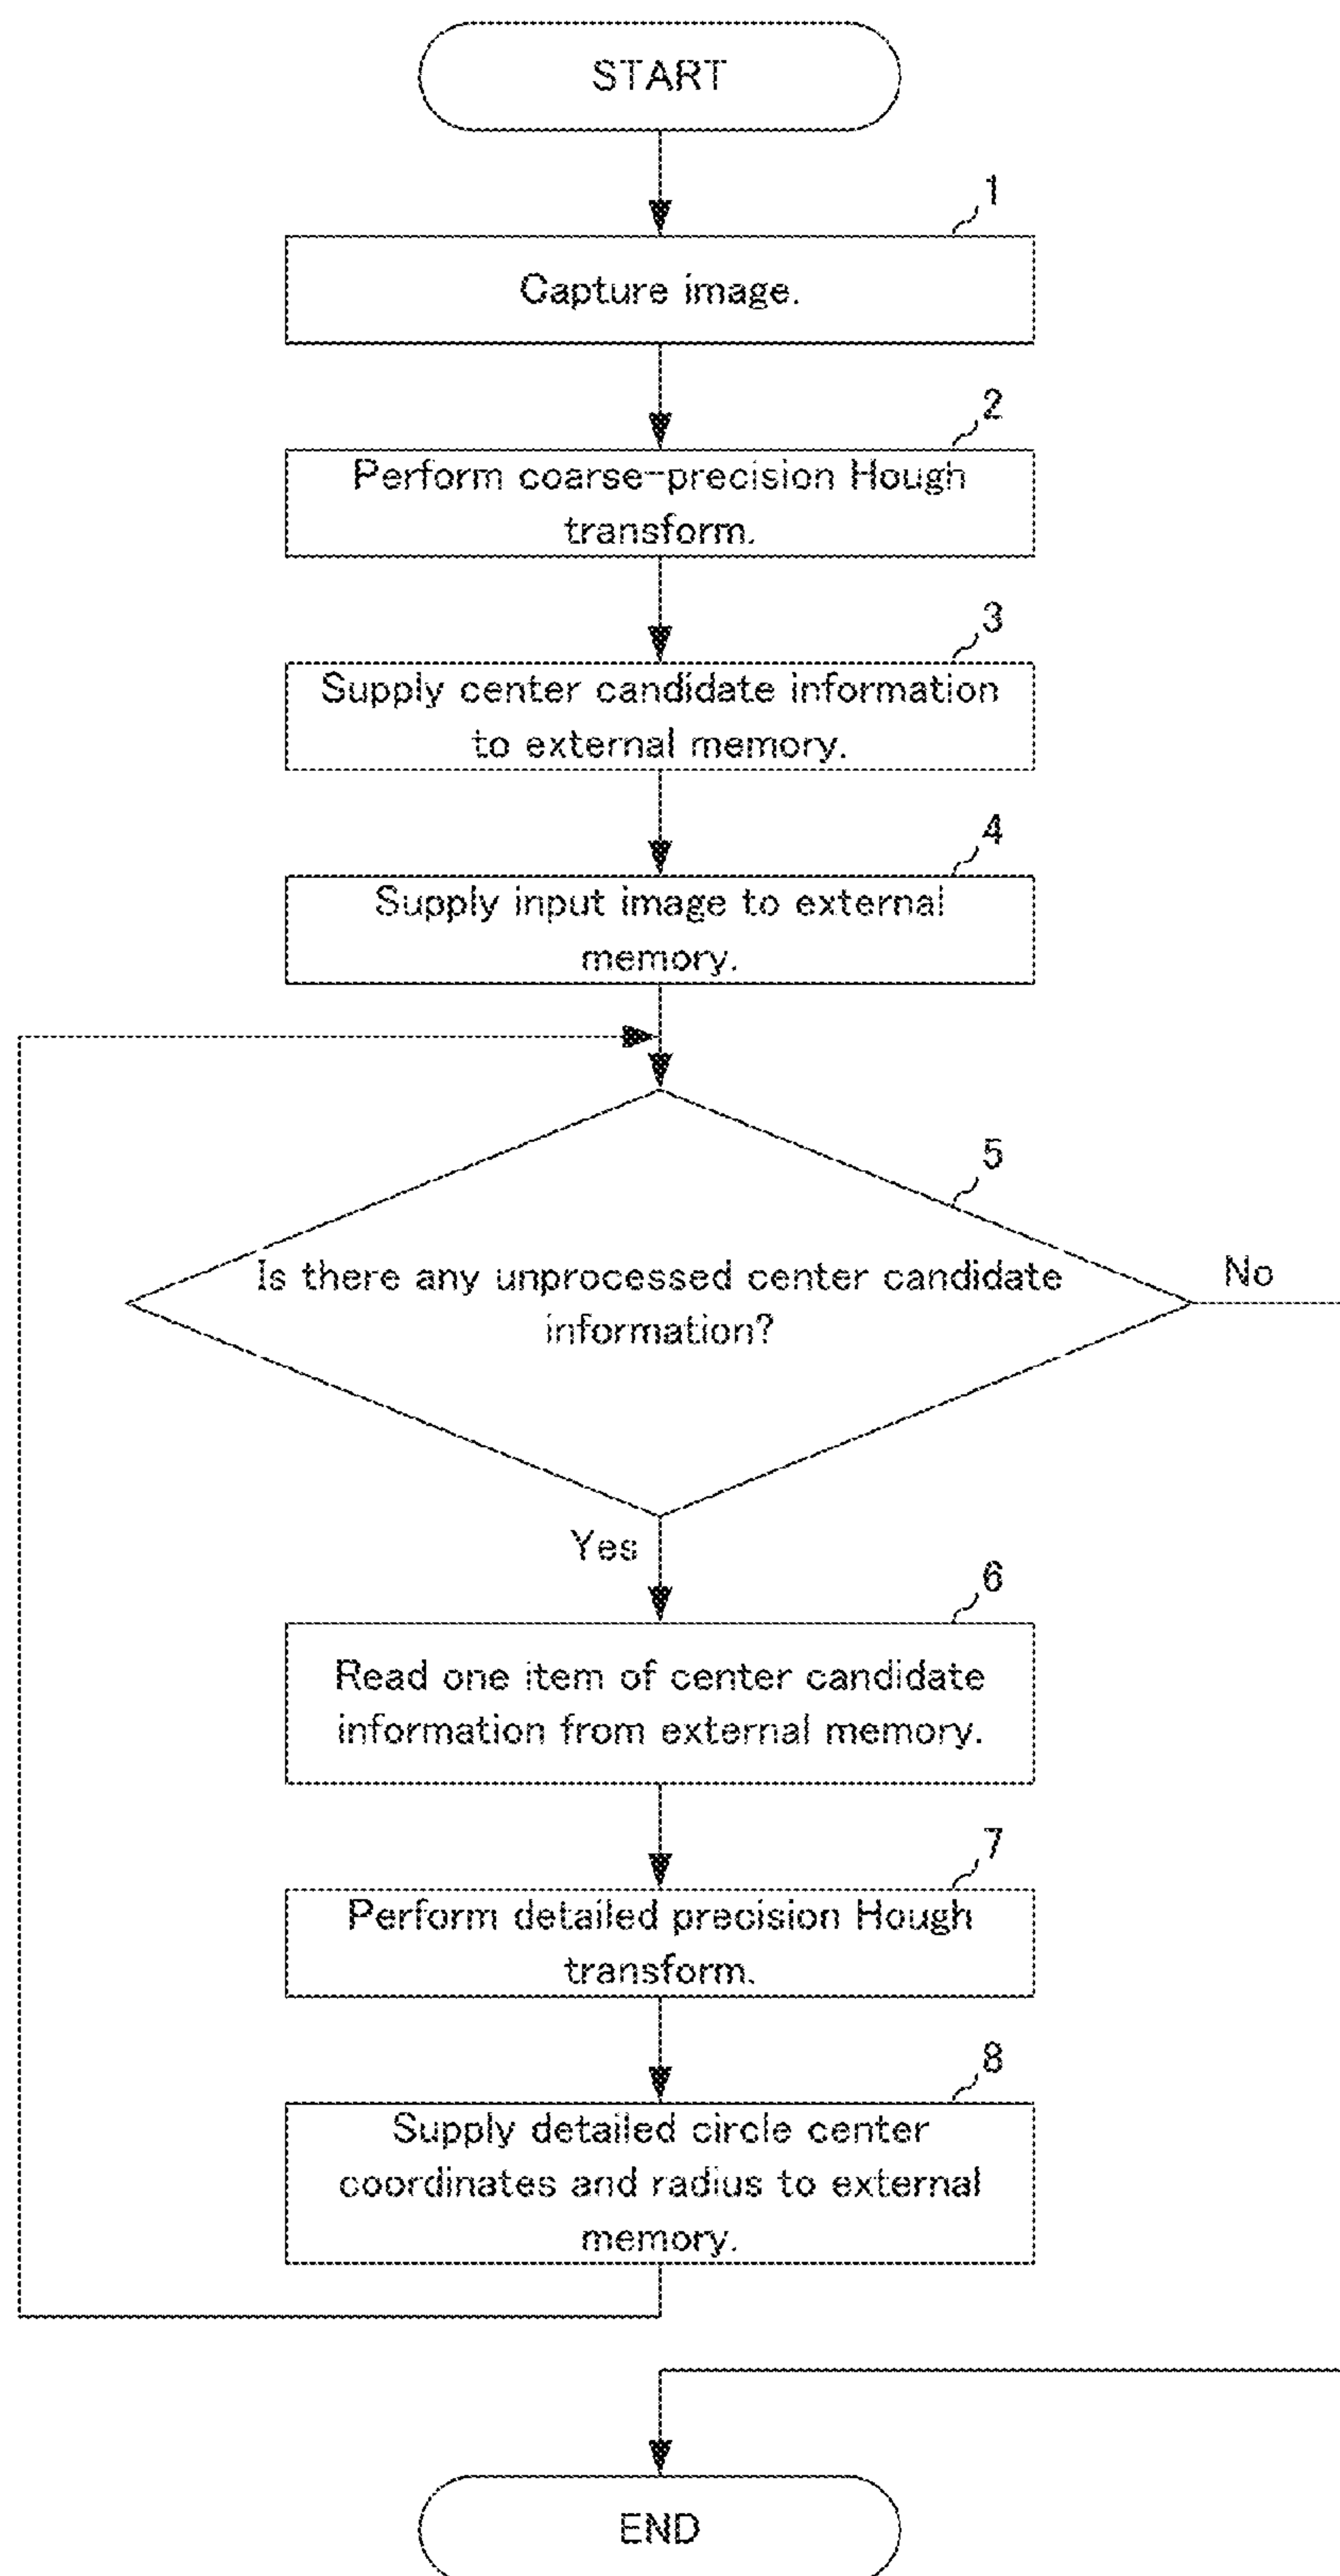 START
1
Capture image.
2
Perform coarse-precision Hough
transform.
3
Supply center candidate information
to external memory.
4
Supply input image to external
memory.
5
Is there any unprocessed center candidate
information?
No
Yes
6
Read one item of center candidate
information from external memory.
7
Perform detailed precision Hough
transform.
8
Supply detailed circle center
coordinates and radius to external
memory.
END